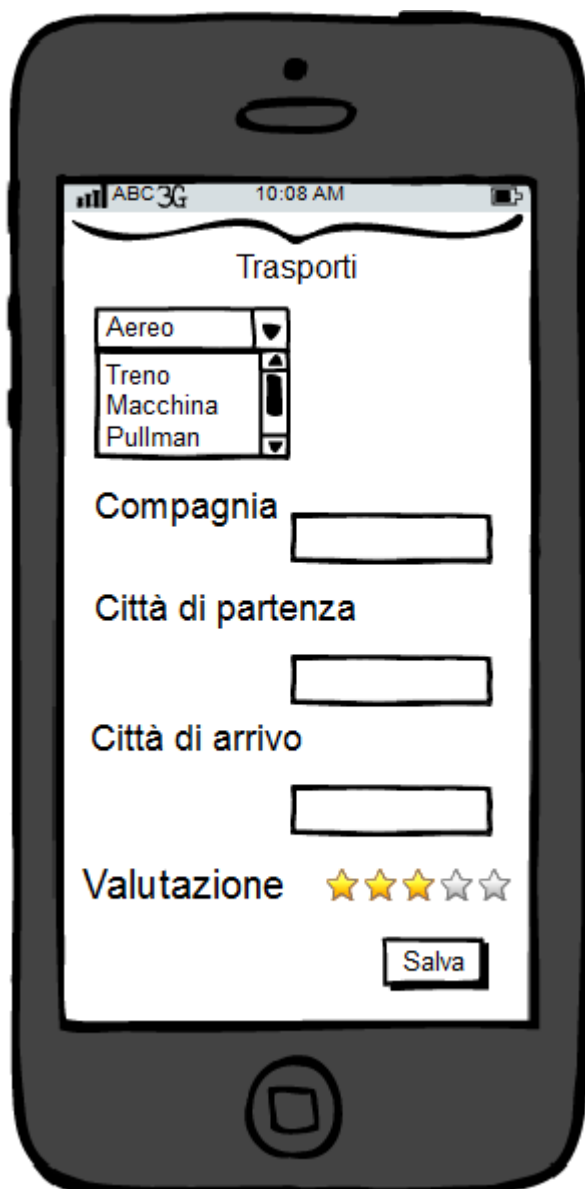 ABC 3G 10:08 AM
Trasporti
Aereo
Treno
Macchina
Pullman
Compagnia
Città di partenza
Città di arrivo
Valutazione
Salva